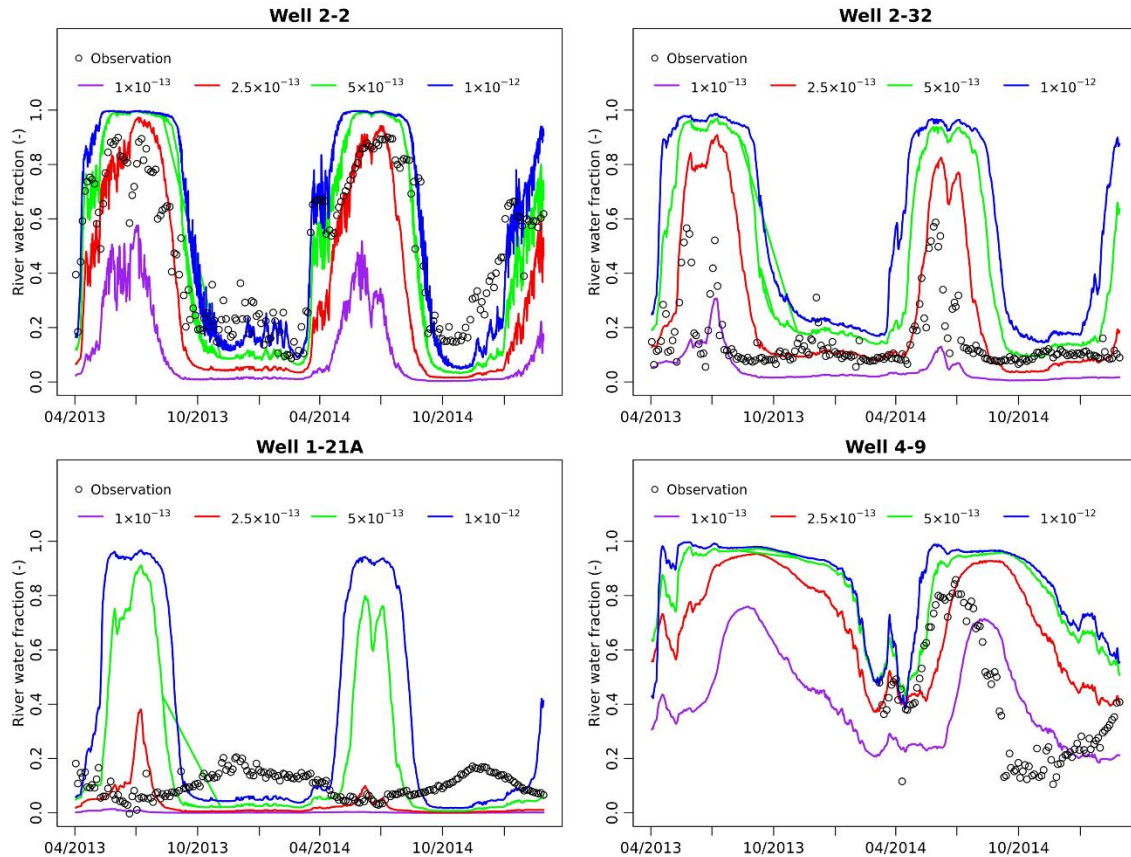 Well 2-2
○ Observation
1×10⁻¹³ 2.5×10⁻¹³ 5×10⁻¹³ 1×10⁻¹²
River water fraction (-)
1.0
0.8
0.6
0.4
0.2
0.0
04/2013 10/2013 04/2014 10/2014
Well 2-32
○ Observation
1×10⁻¹³ 2.5×10⁻¹³ 5×10⁻¹³ 1×10⁻¹²
River water fraction (-)
1.0
0.8
0.6
0.4
0.2
0.0
04/2013 10/2013 04/2014 10/2014
Well 1-21A
○ Observation
1×10⁻¹³ 2.5×10⁻¹³ 5×10⁻¹³ 1×10⁻¹²
River water fraction (-)
1.0
0.8
0.6
0.4
0.2
0.0
04/2013 10/2013 04/2014 10/2014
Well 4-9
○ Observation
1×10⁻¹³ 2.5×10⁻¹³ 5×10⁻¹³ 1×10⁻¹²
River water fraction (-)
1.0
0.8
0.6
0.4
0.2
0.0
04/2013 10/2013 04/2014 10/2014